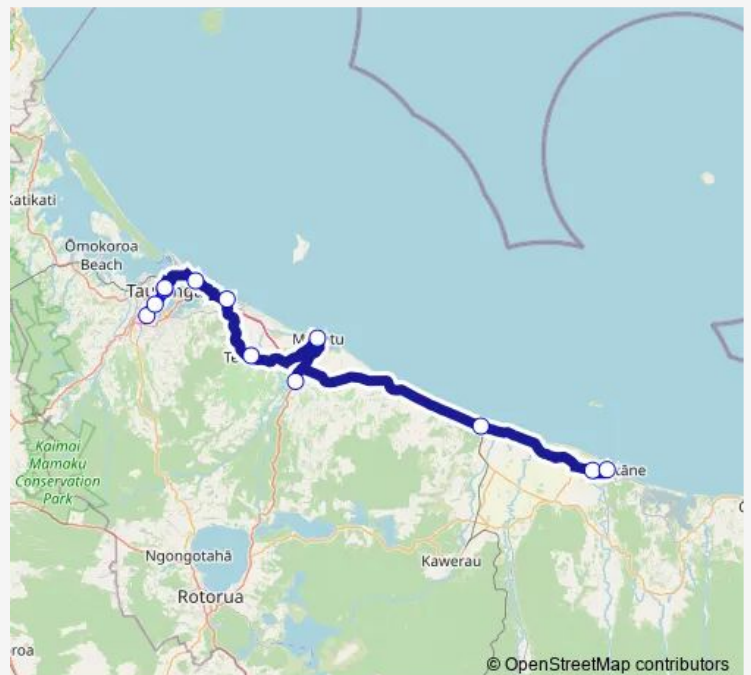 Katikati
Ōmokoroa
Beach
Kaimai
Mamaku
Conservation
Park
Ngongotahā
Kawerau
Rotorua
© OpenStreetMap contributors